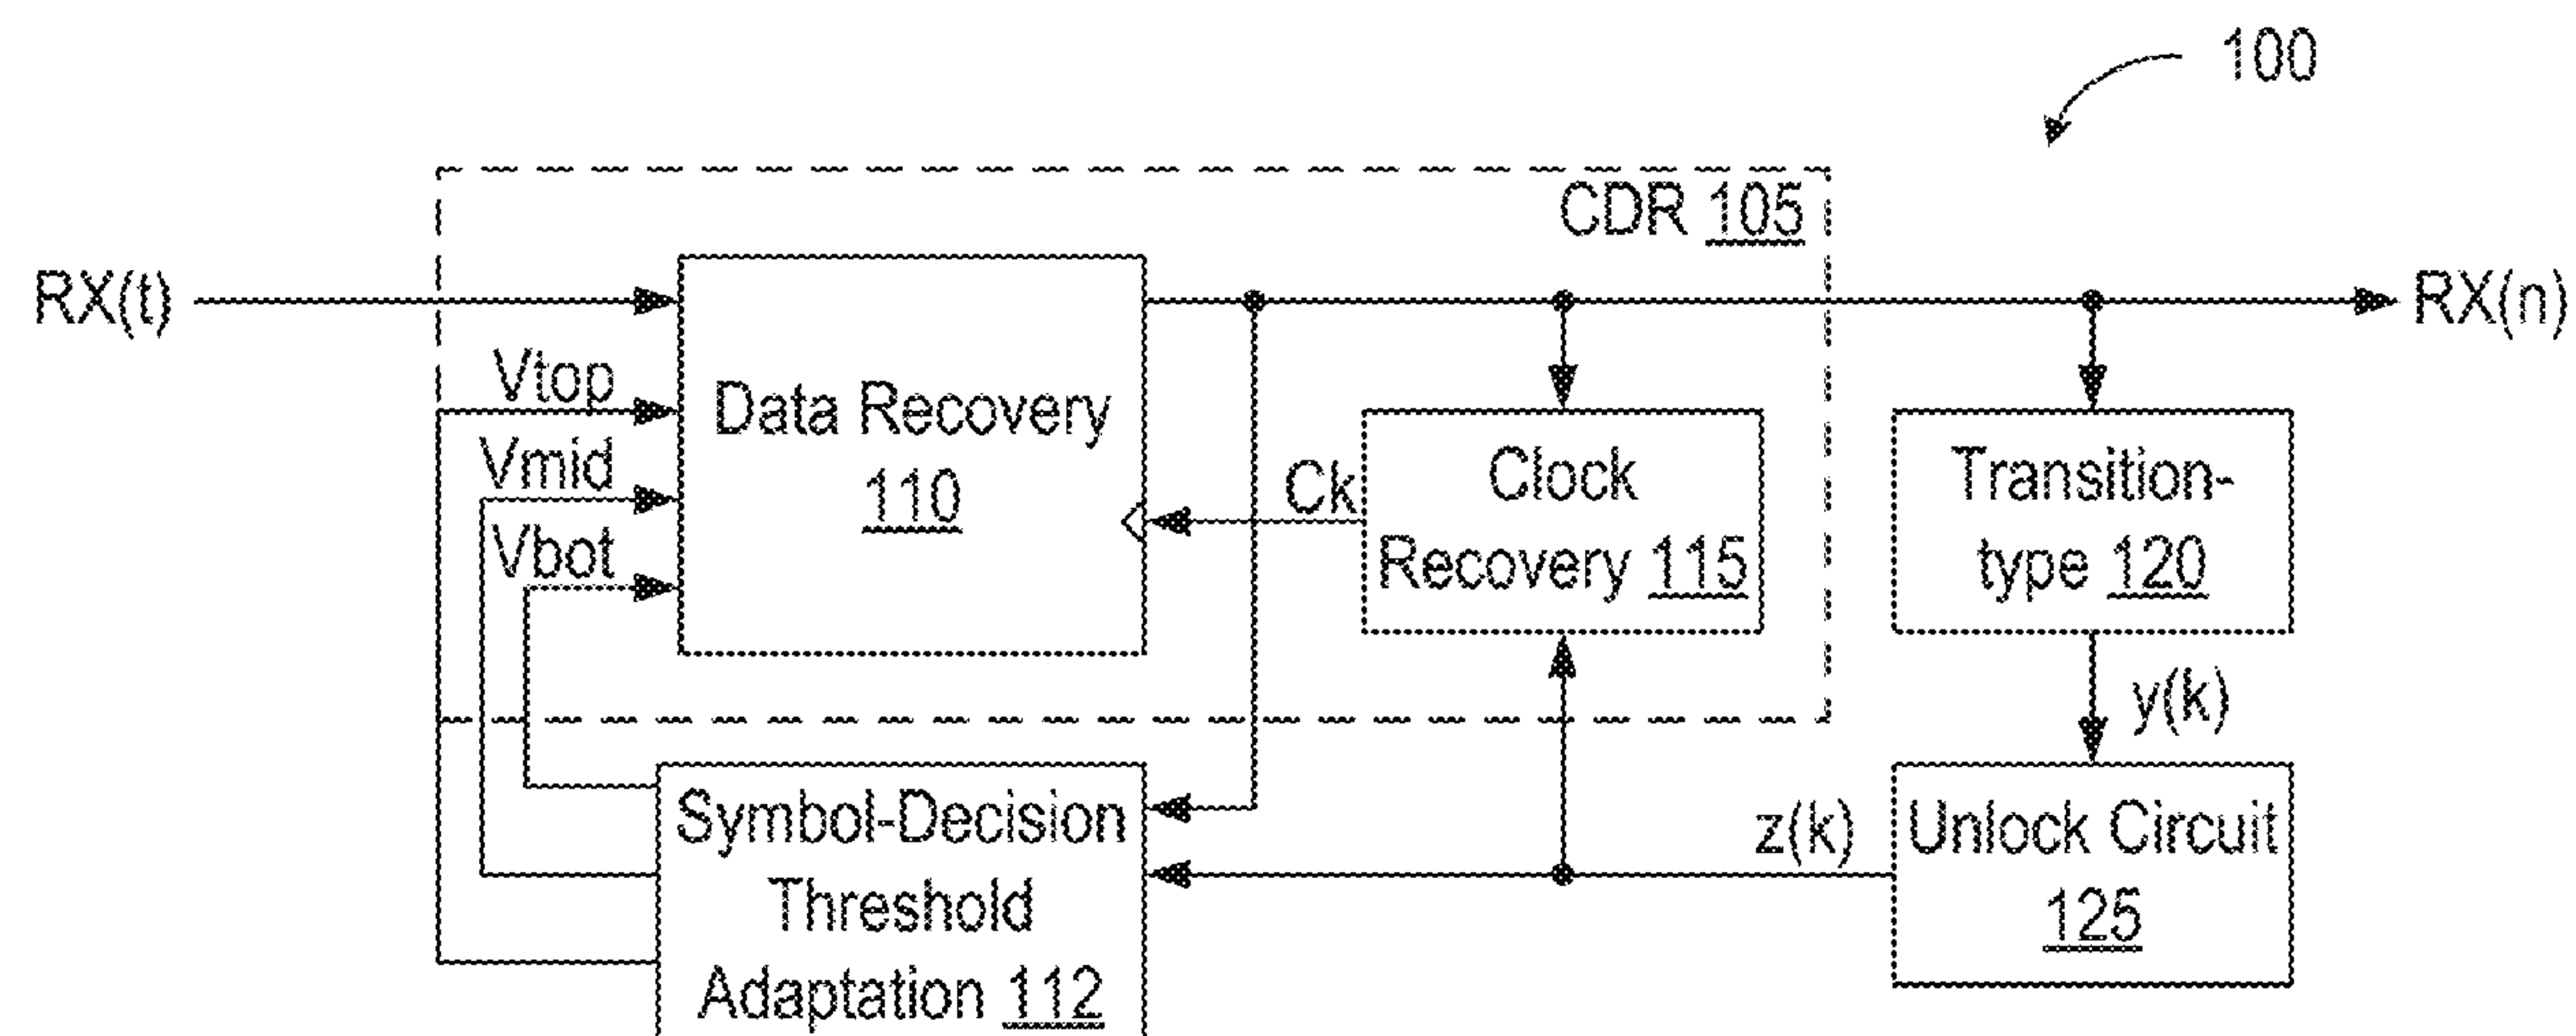 100
CDR 105
RX(t)
RX(n)
Vtop
Vmid
Vbot
Data Recovery
110
Ck
Clock
Recovery 115
Transition-
type 120
y(k)
Symbol-Decision
Threshold
Adaptation 112
z(k)
Unlock Circuit
125